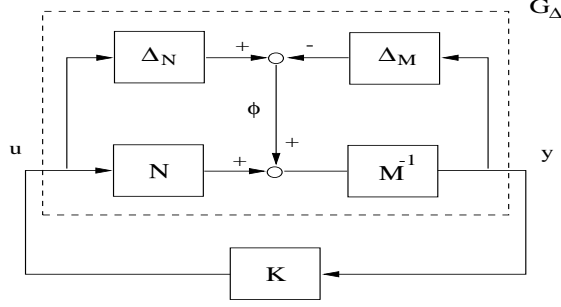 G_Δ
Δ_N + - Δ_M
ϕ
u + + y
N M^{-1}
K